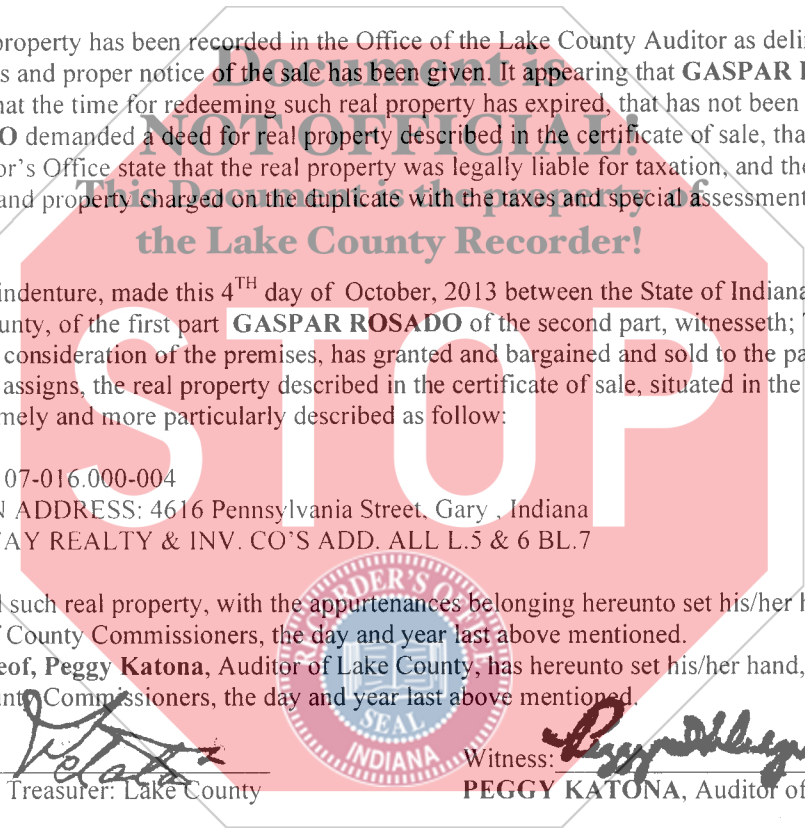 property has been recorded in the Office of the Lake County Auditor as deli
s and proper notice of the sale has been given. It appearing that GASPAR
Document is
hat the time for redeeming such real property has expired, that has not been
O demanded a deed for real property described in the certificate of sale, tha
NOT OFFICIAL!
or's Office state that the real property was legally liable for taxation, and the
and property charged on the duplicate with the taxes and special assessment
This Document is the property of
the Lake County Recorder!
indenture, made this 4TH day of October, 2013 between the State of Indiana
unty, of the first part GASPAR ROSADO of the second part, witnesseth;
consideration of the premises, has granted and bargained and sold to the pa
assigns, the real property described in the certificate of sale, situated in the
mely and more particularly described as follow:
STOP
07-016.000-004
N ADDRESS: 4616 Pennsylvania Street, Gary , Indiana
AY REALTY & INV. CO'S ADD. ALL L.5 & 6 BL.7
such real property, with the appurtenances belonging hereunto set his/her h
County Commissioners, the day and year last above mentioned.
eof, Peggy Katona, Auditor of Lake County, has hereunto set his/her hand,
unty Commissioners, the day and year last above mentioned.
RECORDER'S OFFICE
SEAL
INDIANA
Witness:
Treasurer: Lake County
PEGGY KATONA, Auditor of